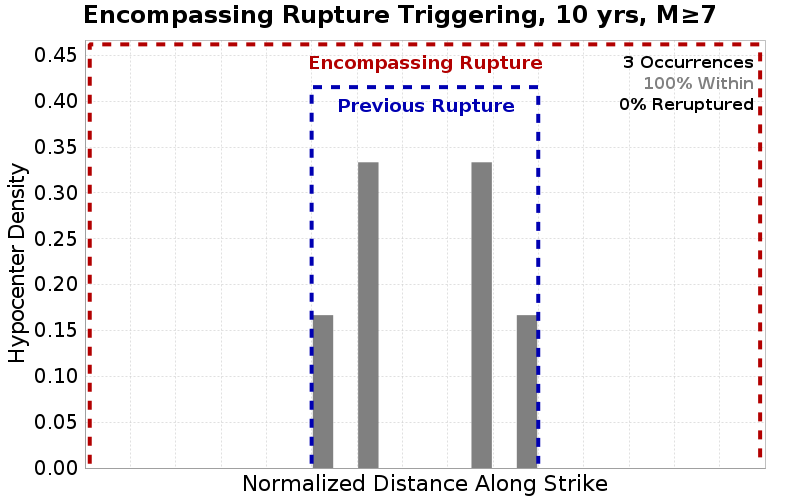 Encompassing Rupture Triggering, 10 yrs, M≥7
Encompassing Rupture
Previous Rupture
3 Occurrences
100% Within
0% Reruptured
Hypocenter Density
0.45
0.40
0.35
0.30
0.25
0.20
0.15
0.10
0.05
0.00
Normalized Distance Along Strike